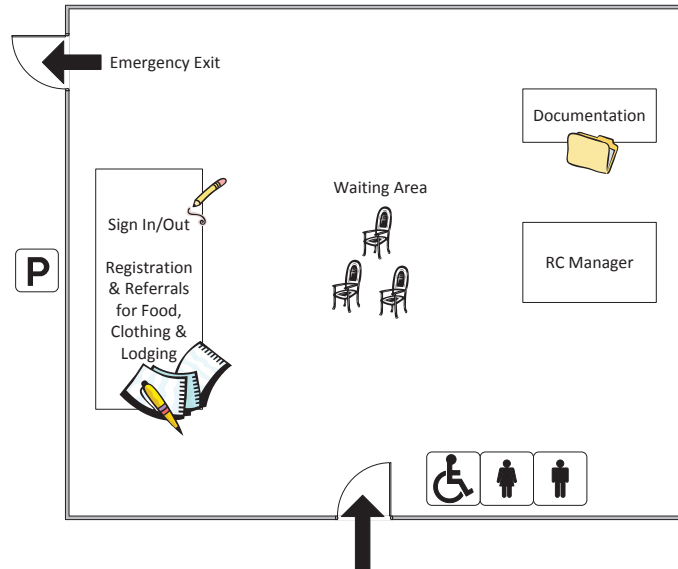 Emergency Exit
Documentation
Waiting Area
Sign In/Out
Registration
& Referrals
for Food,
Clothing &
Lodging
RC Manager
P